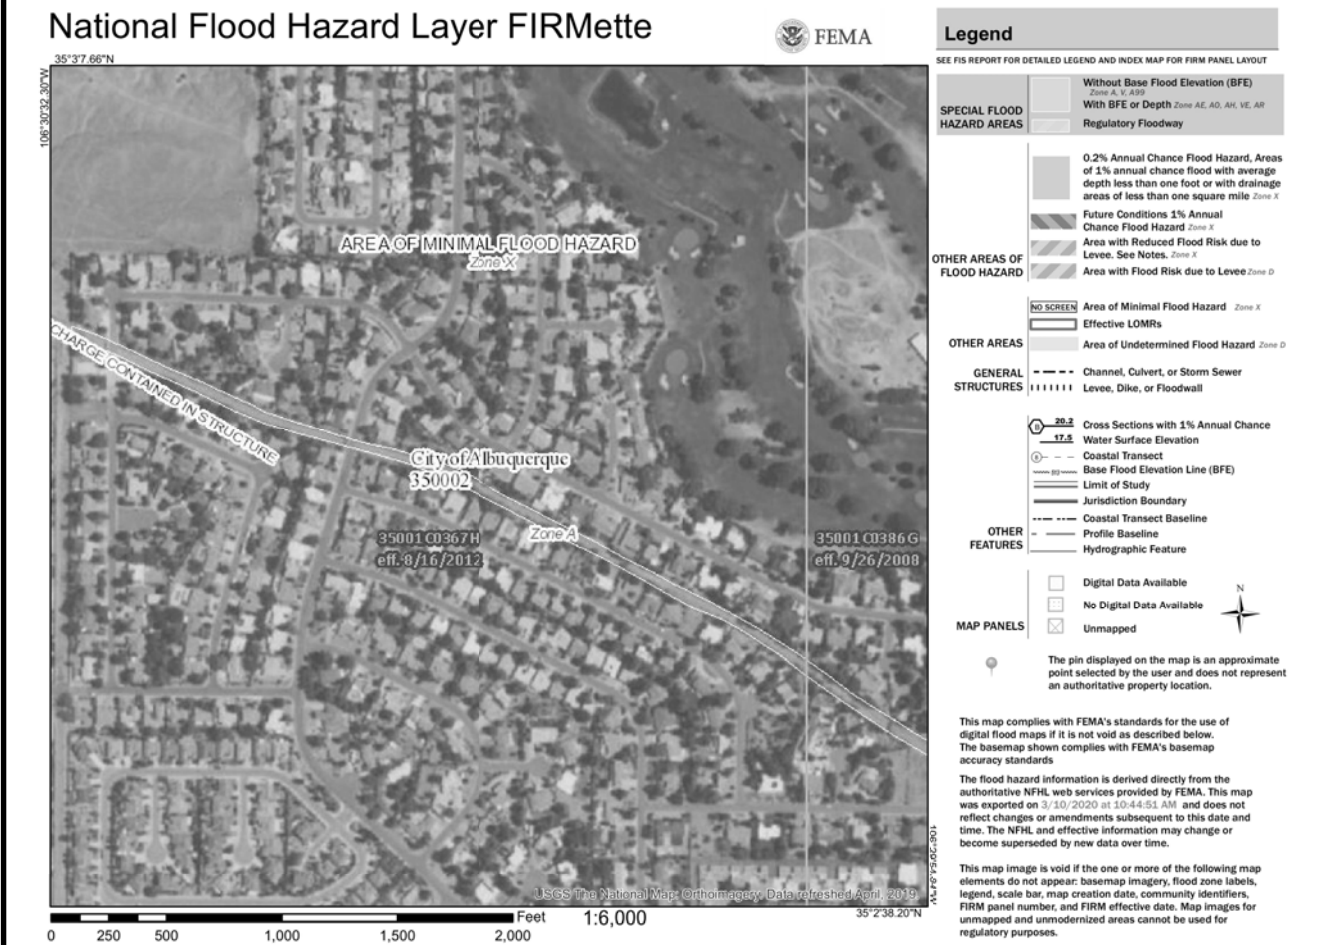 National Flood Hazard Layer FIRMette
FEMA
35°3'7.66"N
106°30'32.30"W
AREA OF MINIMAL FLOOD HAZARD
Zone X
CHARGE CONTAINED IN STRUCTURE
City of Albuquerque
350002
Zone A
35001C0367H
eff. 8/16/2012
35001C0386G
eff. 9/26/2008
USGS The National Map: Orthoimagery. Data refreshed April, 2019.
106°29'54.84"W
35°2'38.20"N
Feet
1:6,000
0 250 500 1,000 1,500 2,000
Legend
SEE FIS REPORT FOR DETAILED LEGEND AND INDEX MAP FOR FIRM PANEL LAYOUT
SPECIAL FLOOD
HAZARD AREAS
Without Base Flood Elevation (BFE)
Zone A, V, A99
With BFE or Depth Zone AE, AO, AH, VE, AR
Regulatory Floodway
OTHER AREAS OF
FLOOD HAZARD
0.2% Annual Chance Flood Hazard, Areas
of 1% annual chance flood with average
depth less than one foot or with drainage
areas of less than one square mile Zone X
Future Conditions 1% Annual
Chance Flood Hazard Zone X
Area with Reduced Flood Risk due to
Levee. See Notes. Zone X
Area with Flood Risk due to Levee Zone D
OTHER AREAS
NO SCREEN Area of Minimal Flood Hazard Zone X
Effective LOMRs
Area of Undetermined Flood Hazard Zone D
GENERAL
STRUCTURES
Channel, Culvert, or Storm Sewer
Levee, Dike, or Floodwall
OTHER
FEATURES
B 20.2 Cross Sections with 1% Annual Chance
17.5 Water Surface Elevation
8 Coastal Transect
513 Base Flood Elevation Line (BFE)
Limit of Study
Jurisdiction Boundary
Coastal Transect Baseline
Profile Baseline
Hydrographic Feature
MAP PANELS
Digital Data Available
No Digital Data Available
Unmapped
N
The pin displayed on the map is an approximate
point selected by the user and does not represent
an authoritative property location.
This map complies with FEMA's standards for the use of
digital flood maps if it is not void as described below.
The basemap shown complies with FEMA's basemap
accuracy standards
The flood hazard information is derived directly from the
authoritative NFHL web services provided by FEMA. This map
was exported on 3/10/2020 at 10:44:51 AM and does not
reflect changes or amendments subsequent to this date and
time. The NFHL and effective information may change or
become superseded by new data over time.
This map image is void if the one or more of the following map
elements do not appear: basemap imagery, flood zone labels,
legend, scale bar, map creation date, community identifiers,
FIRM panel number, and FIRM effective date. Map images for
unmapped and unmodernized areas cannot be used for
regulatory purposes.